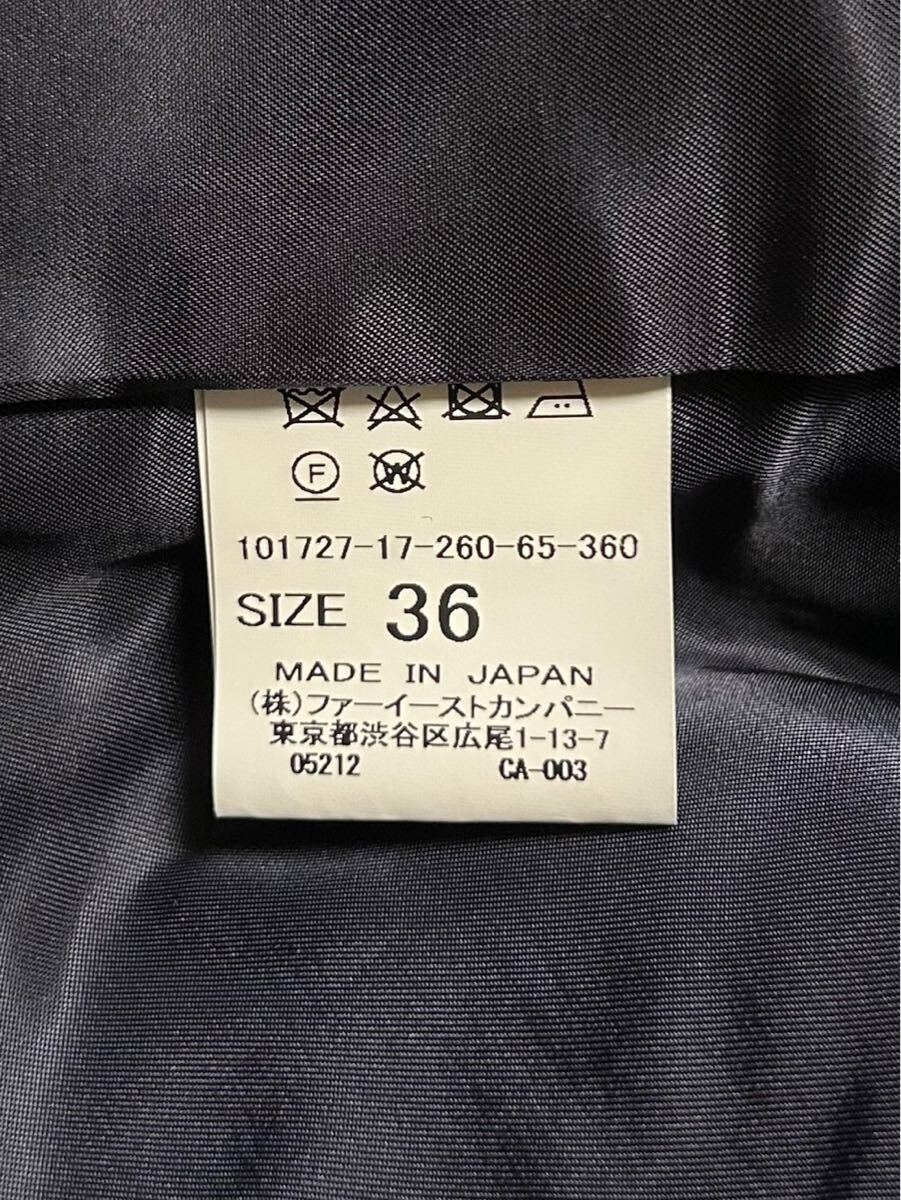 F W
101727-17-260-65-360
SIZE 36
MADE IN JAPAN
(株)ファーイーストカンパニー
東京都渋谷区広尾1-13-7
05212 CA-003